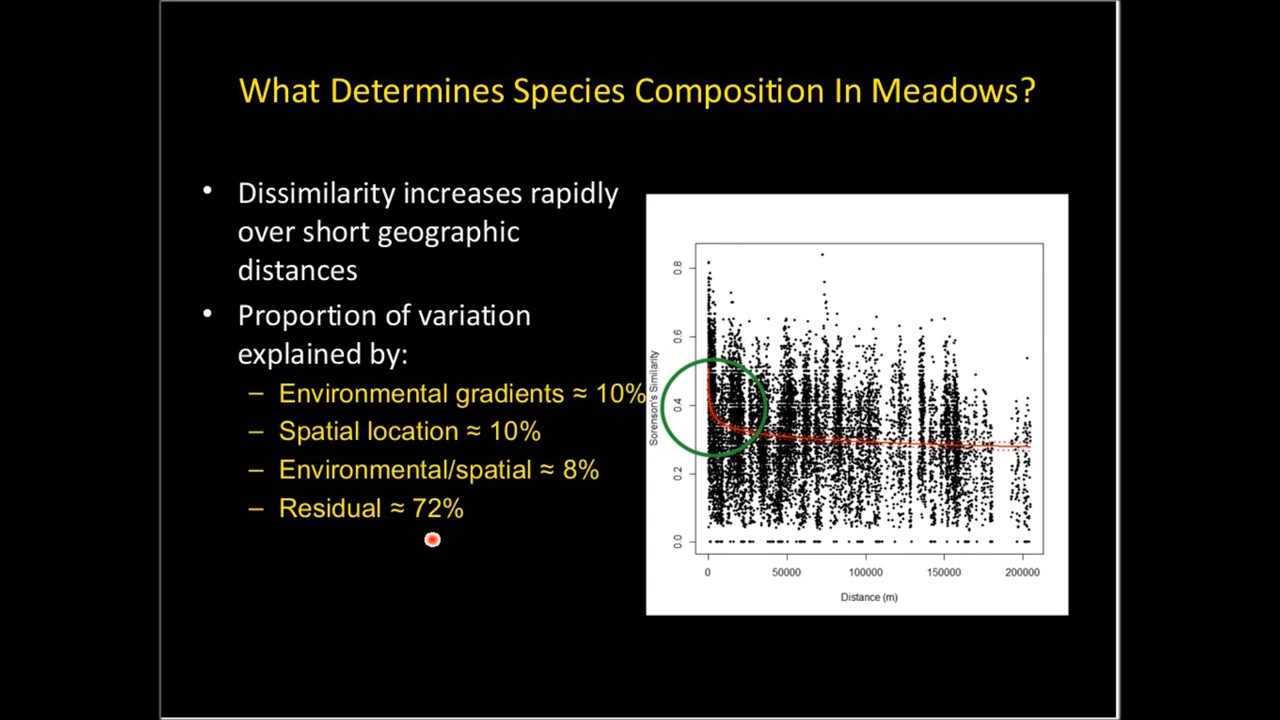 What Determines Species Composition In Meadows?
• Dissimilarity increases rapidly
over short geographic
distances
• Proportion of variation
explained by:
– Environmental gradients ≈ 10%
– Spatial location ≈ 10%
– Environmental/spatial ≈ 8%
– Residual ≈ 72%
Sorenson's Similarity
0.8
0.6
0.4
0.2
0.0
0 50000 100000 150000 200000
Distance (m)